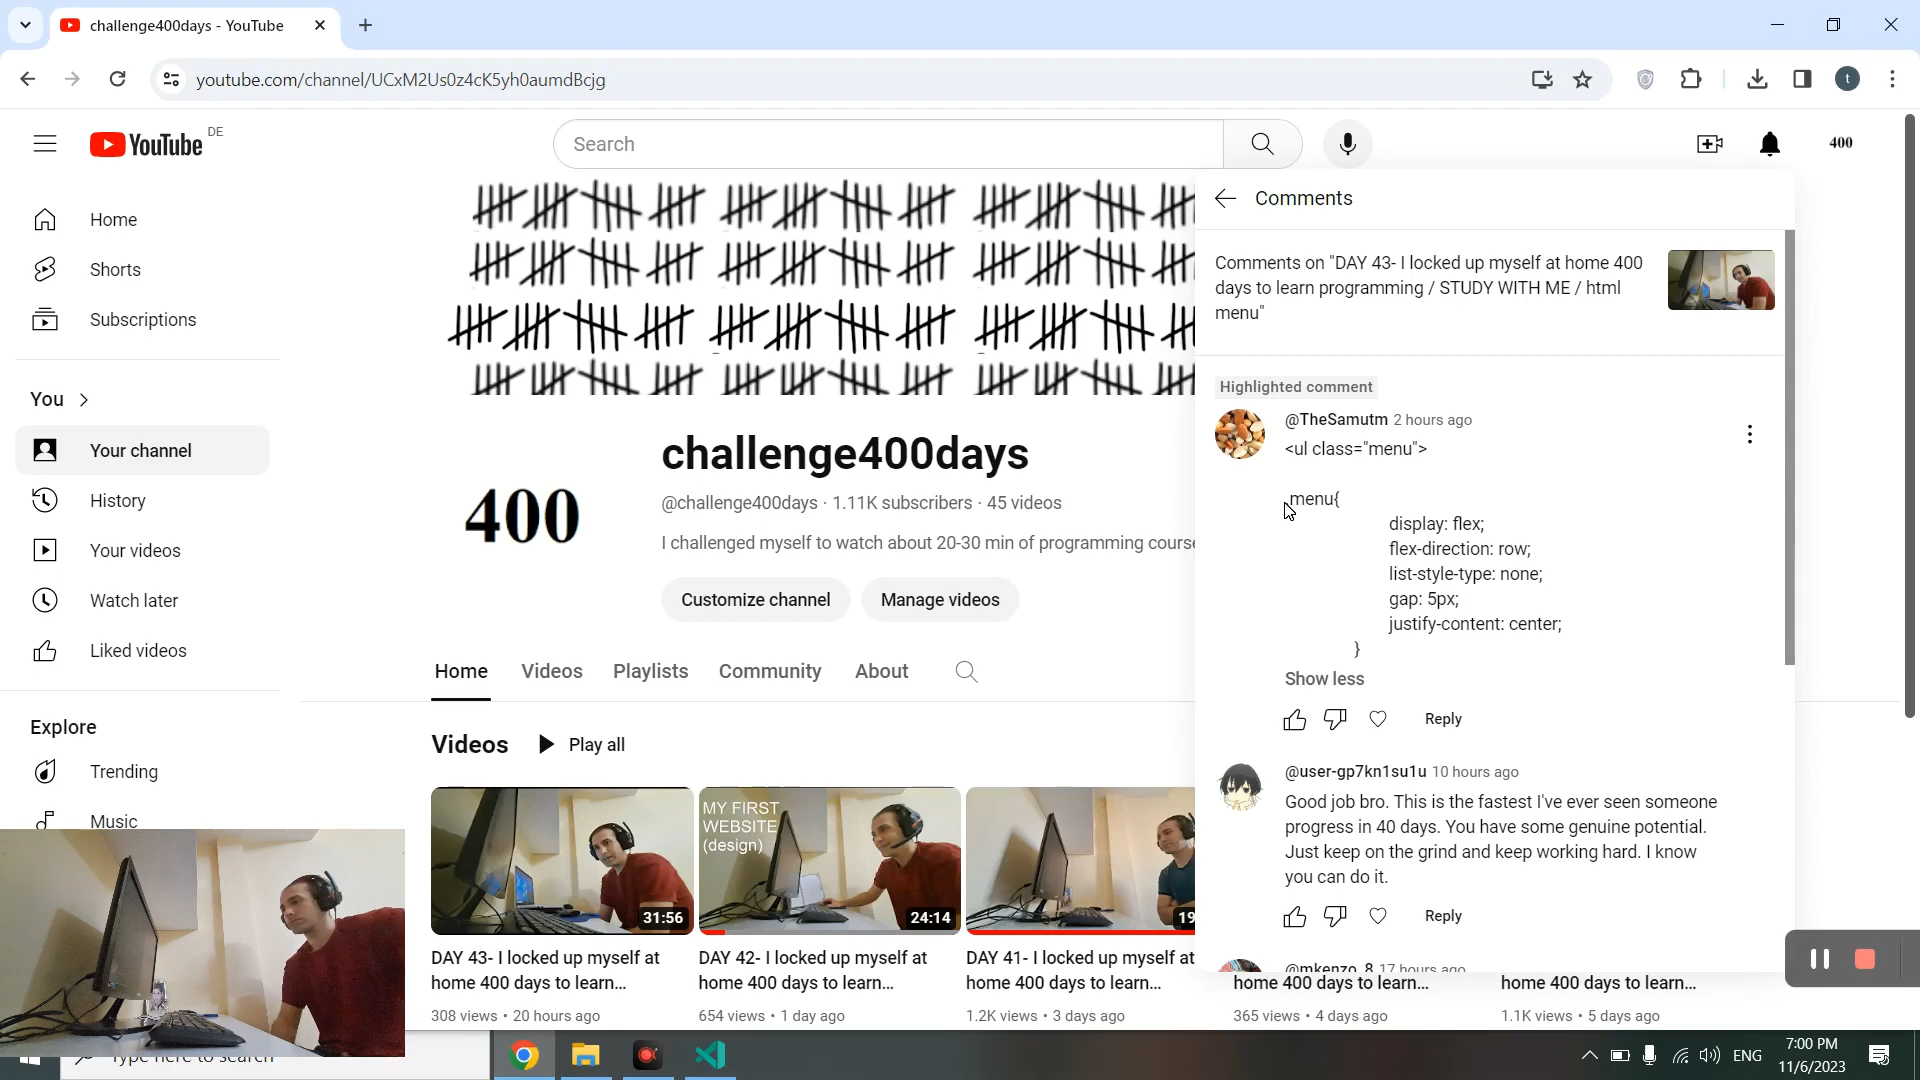 challenge400days - YouTube
youtube.com/channel/UCxM2Us0z4cK5yh0aumdBcjg
t
YouTube DE
Search
400
Home
Shorts
Subscriptions
You
Your channel
History
Your videos
Watch later
Liked videos
Explore
Trending
Music
400
challenge400days
@challenge400days · 1.11K subscribers · 45 videos
I challenged myself to watch about 20-30 min of programming course
Customize channel
Manage videos
Home
Videos
Playlists
Community
About
Videos
Play all
31:56
DAY 43- I locked up myself at
home 400 days to learn...
308 views • 20 hours ago
MY FIRST
WEBSITE
(design)
24:14
DAY 42- I locked up myself at
home 400 days to learn...
654 views • 1 day ago
19
DAY 41- I locked up myself at
home 400 days to learn...
1.2K views • 3 days ago
home 400 days to learn...
365 views • 4 days ago
home 400 days to learn...
1.1K views • 5 days ago
Comments
Comments on "DAY 43- I locked up myself at home 400
days to learn programming / STUDY WITH ME / html
menu"
Highlighted comment
@TheSamutm 2 hours ago
<ul class="menu">
menu{
display: flex;
flex-direction: row;
list-style-type: none;
gap: 5px;
justify-content: center;
}
Show less
Reply
@user-gp7kn1su1u 10 hours ago
Good job bro. This is the fastest I've ever seen someone
progress in 40 days. You have some genuine potential.
Just keep on the grind and keep working hard. I know
you can do it.
Reply
@mkenzo_8 17 hours ago
Type here to search
ENG
7:00 PM
11/6/2023